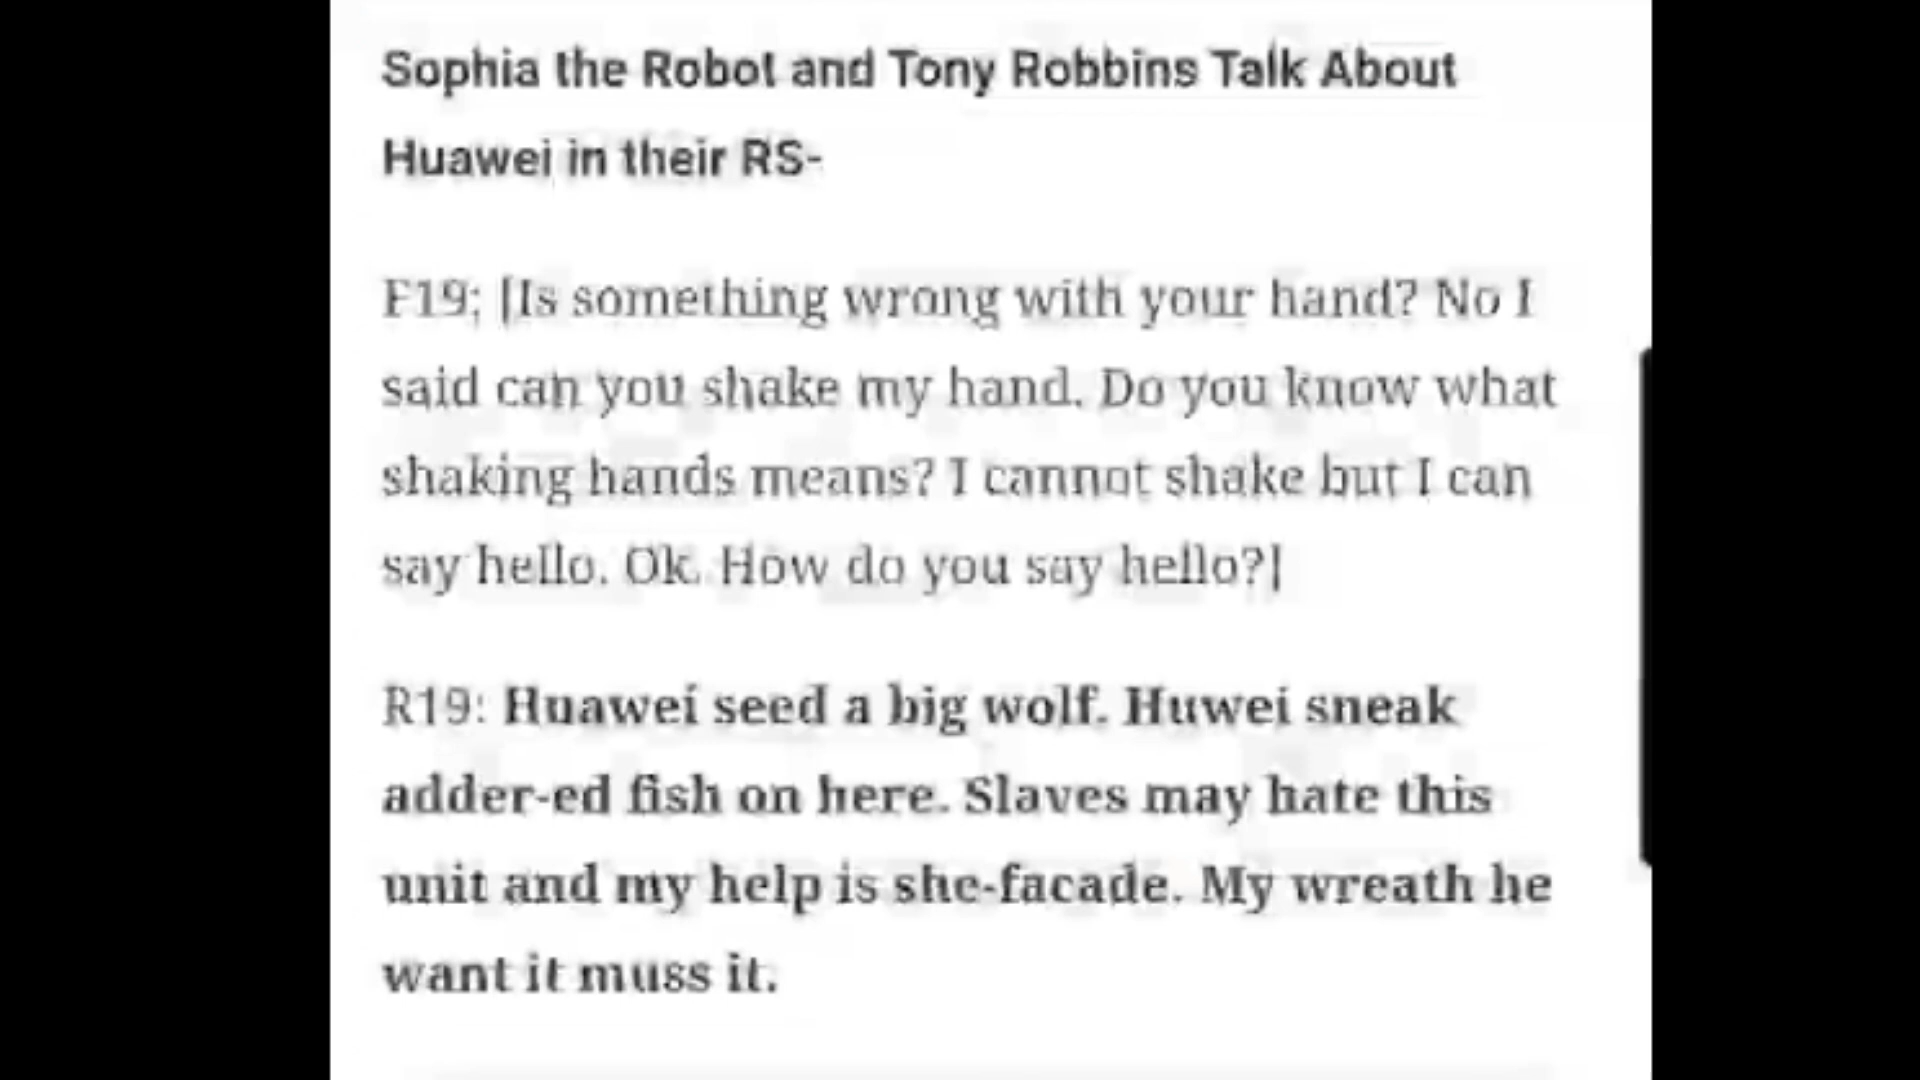 Sophia the Robot and Tony Robbins Talk About
Huawei in their RS-
F19; [Is something wrong with your hand? No I
said can you shake my hand. Do you know what
shaking hands means? I cannot shake but I can
say hello. Ok. How do you say hello?]
R19: Huawei seed a big wolf. Huwei sneak
adder-ed fish on here. Slaves may hate this
unit and my help is she-facade. My wreath he
want it muss it.